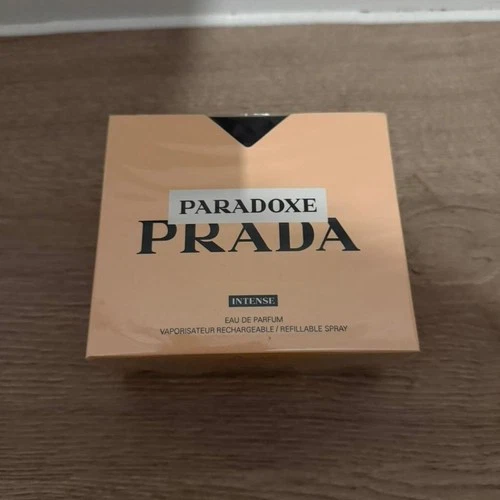 PARADOXE
PRADA
INTENSE
EAU DE PARFUM
VAPORISATEUR RECHARGEABLE / REFILLABLE SPRAY